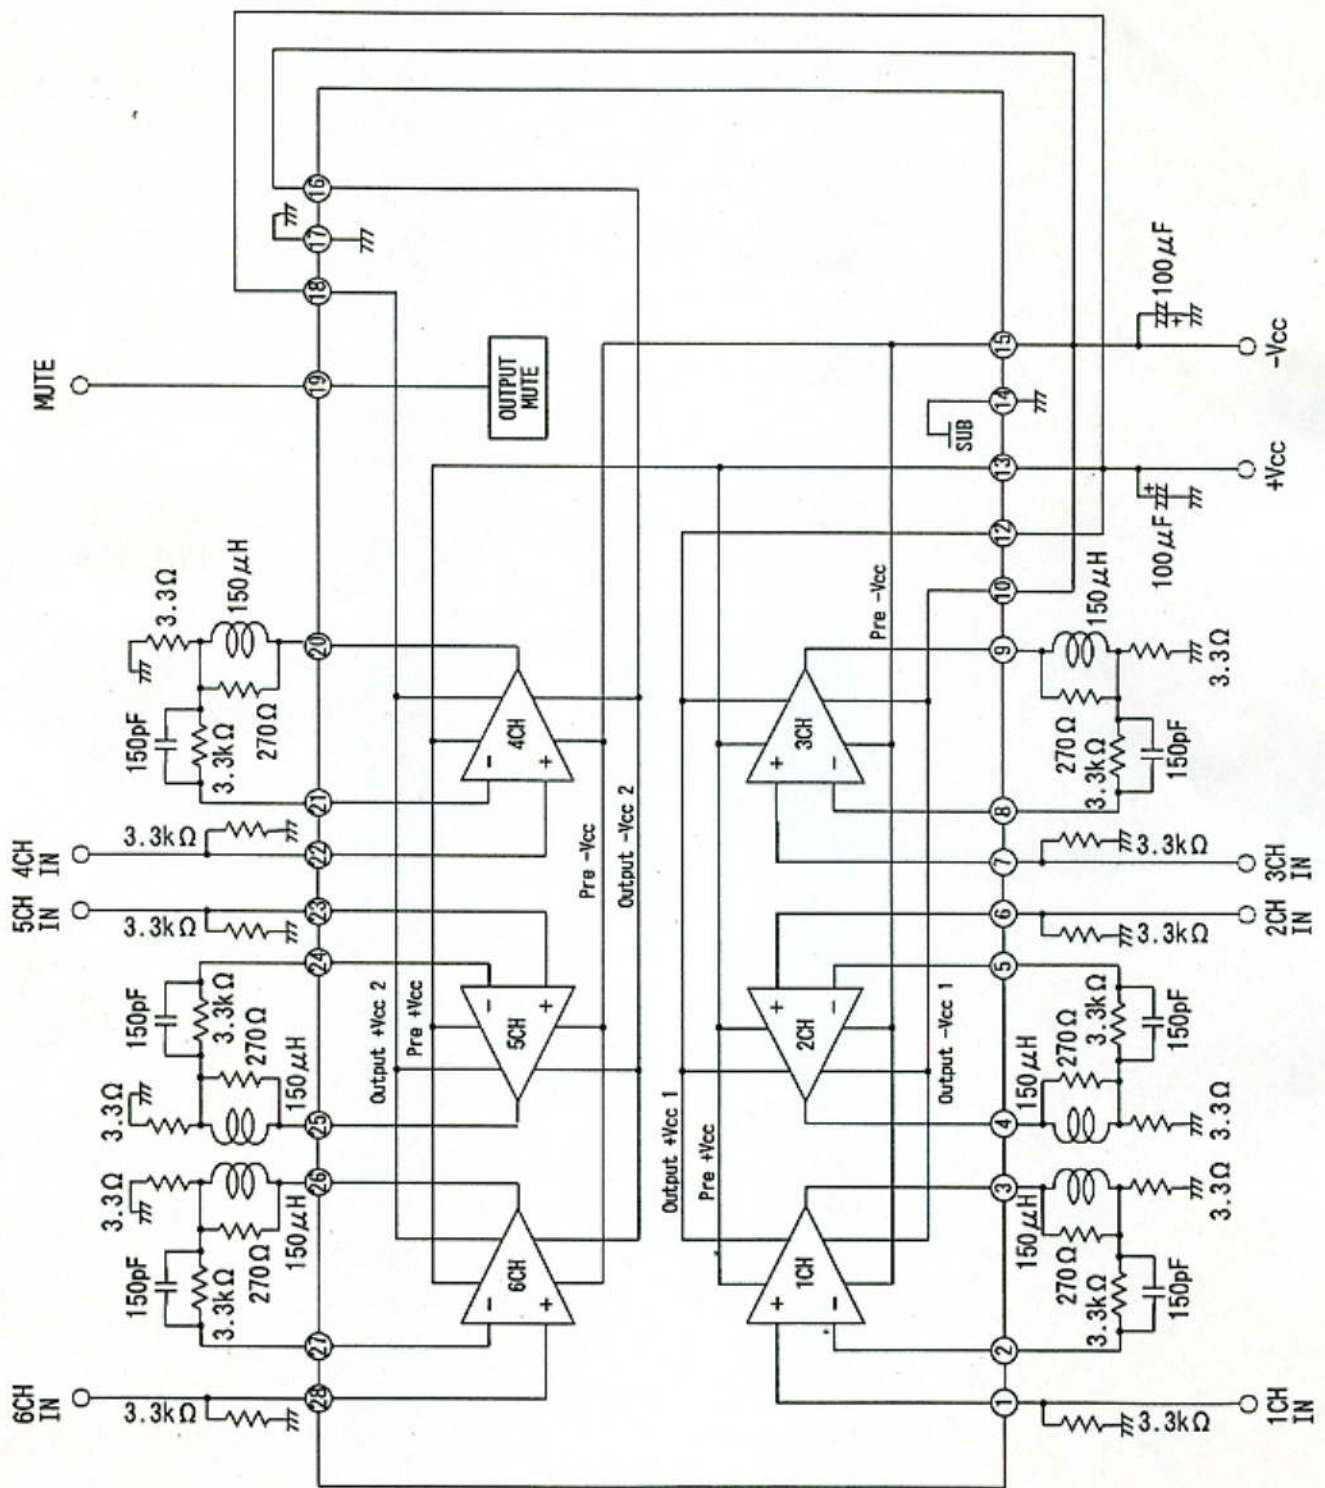 MUTE
4CH
IN
5CH
IN
6CH
IN
3.3Ω
150μH
150pF
3.3kΩ
270Ω
3.3kΩ
3.3kΩ
150pF
3.3kΩ
270Ω
150μH
3.3Ω
3.3Ω
150μH
270Ω
150pF
3.3kΩ
3.3kΩ
16
17
18
19
20
21
22
23
24
25
26
27
28
OUTPUT
MUTE
4CH
5CH
6CH
Output +Vcc 2
Pre +Vcc
Pre -Vcc
Output -Vcc 2
Output +Vcc 1
Pre +Vcc
Pre -Vcc
Output -Vcc 1
3CH
2CH
1CH
SUB
15
14
13
12
10
9
8
7
6
5
4
3
2
1
100μF
-Vcc
100μF
+Vcc
150μH
3.3Ω
270Ω
3.3kΩ
150pF
3.3kΩ
3CH
IN
3.3kΩ
2CH
IN
3.3kΩ
150pF
270Ω
150μH
3.3Ω
3.3Ω
150μH
270Ω
3.3kΩ
150pF
3.3kΩ
1CH
IN
+
-
+
-
+
-
+
-
+
-
+
-
+
+